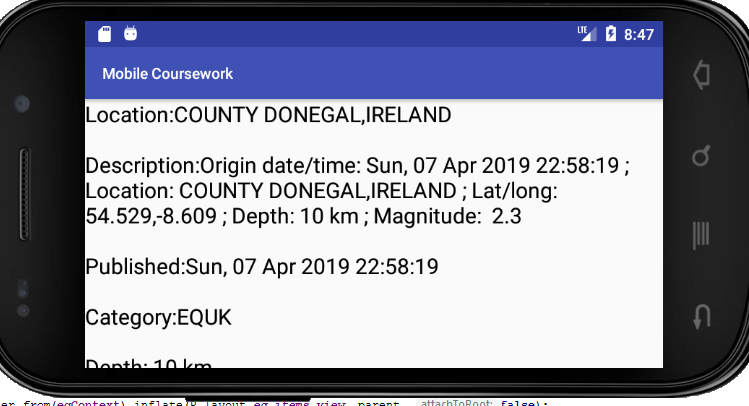 LTE 8:47
Mobile Coursework
Location:COUNTY DONEGAL,IRELAND
Description:Origin date/time: Sun, 07 Apr 2019 22:58:19 ;
Location: COUNTY DONEGAL,IRELAND ; Lat/long:
54.529,-8.609 ; Depth: 10 km ; Magnitude:  2.3
Published:Sun, 07 Apr 2019 22:58:19
Category:EQUK
Depth: 10 km
er.from(eqContext).inflate(R.layout.eq_items_view, parent, attachToRoot: false);